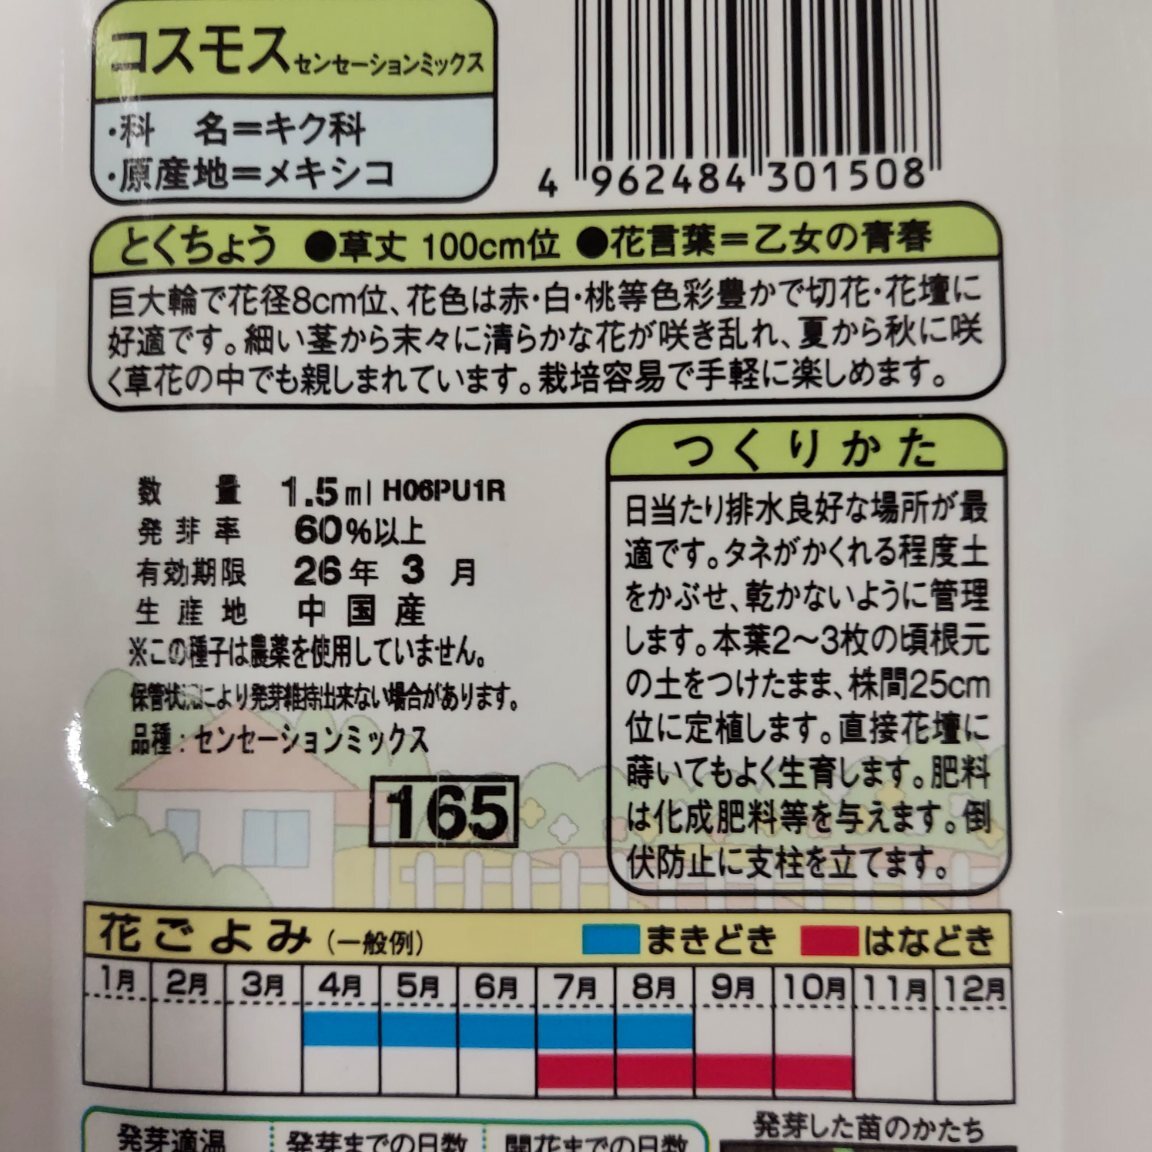 コスモス センセーションミックス
・科　名＝キク科
・原産地＝メキシコ
4 962484 301508
とくちょう ●草丈 100cm位 ●花言葉＝乙女の青春
巨大輪で花径8cm位、花色は赤・白・桃等色彩豊かで切花・花壇に
好適です。細い茎から末々に清らかな花が咲き乱れ、夏から秋に咲
く草花の中でも親しまれています。栽培容易で手軽に楽しめます。
数　量 1.5ml H06PU1R
発芽率 60%以上
有効期限 26年 3月
生産地 中国産
※この種子は農薬を使用していません。
保管状況により発芽維持出来ない場合があります。
品種：センセーションミックス
165
つくりかた
日当たり排水良好な場所が最
適です。タネがかくれる程度土
をかぶせ、乾かないように管理
します。本葉2〜3枚の頃根元
の土をつけたまま、株間25cm
位に定植します。直接花壇に
蒔いてもよく生育します。肥料
は化成肥料等を与えます。倒
伏防止に支柱を立てます。
花ごよみ（一般例） まきどき はなどき
1月 2月 3月 4月 5月 6月 7月 8月 9月 10月 11月 12月
発芽適温 発芽までの日数 開花までの日数
発芽した苗のかたち